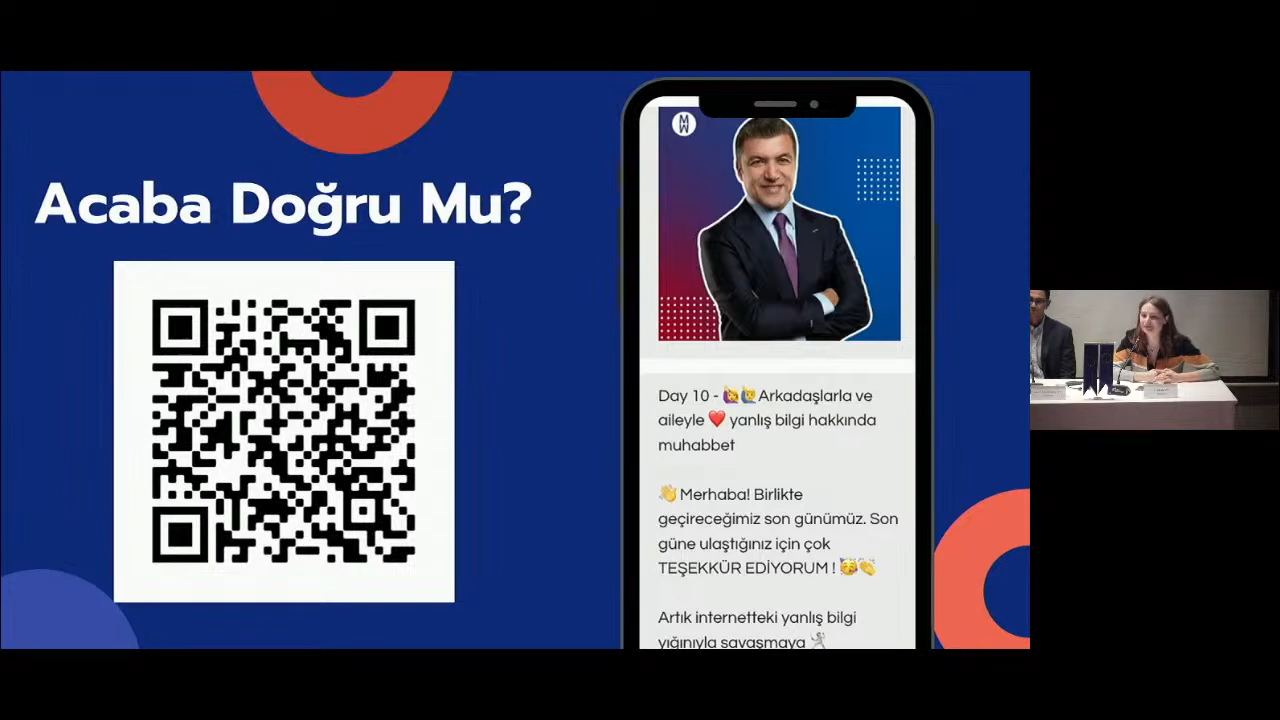 Acaba Doğru Mu?
MW
Day 10 - 🙋‍♀️🙋‍♂️Arkadaşlarla ve
aileyle ❤️ yanlış bilgi hakkında
muhabbet
👏Merhaba! Birlikte
geçireceğimiz son günümüz. Son
güne ulaştığınız için çok
TEŞEKKÜR EDİYORUM ! 🥳👏
Artık internetteki yanlış bilgi
yığınıyla savaşmaya 🤺